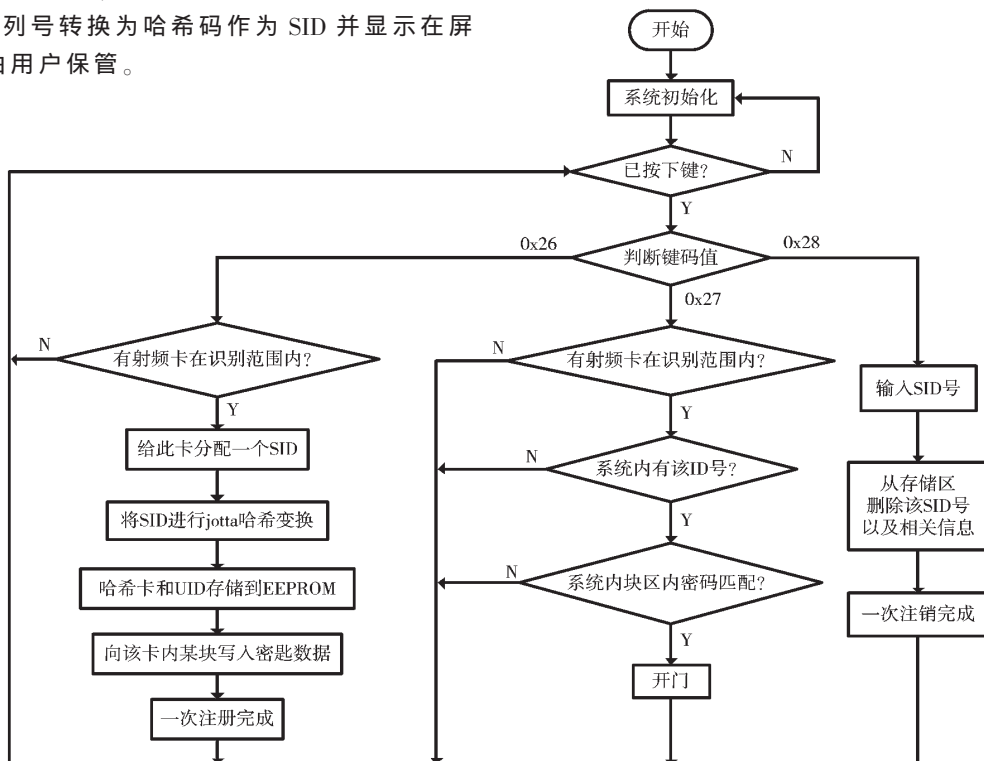 列号转换为哈希码作为 SID 并显示在屏
由用户保管。
开始
系统初始化
已按下键?
N
Y
判断键码值
0x26
0x28
0x27
有射频卡在识别范围内?
N
Y
给此卡分配一个SID
将SID进行jotta哈希变换
哈希卡和UID存储到EEPROM
向该卡内某块写入密匙数据
一次注册完成
有射频卡在识别范围内?
N
Y
系统内有该ID号?
N
Y
系统内块区内密码匹配?
N
Y
开门
输入SID号
从存储区
删除该SID号
以及相关信息
一次注销完成